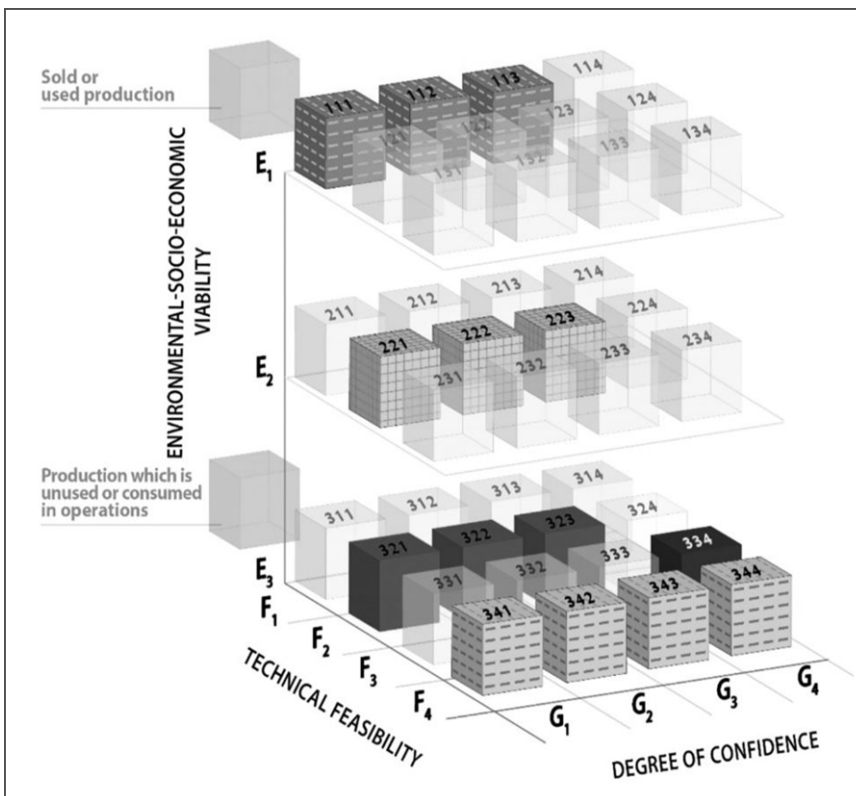 Sold or
used production
ENVIRONMENTAL-SOCIO-ECONOMIC
VIABILITY
E1
111
112
113
114
121
122
123
124
131
132
133
134
E2
211
212
213
214
221
222
223
224
231
232
233
234
Production which is
unused or consumed
in operations
E3
311
312
313
314
321
322
323
324
331
332
333
334
341
342
343
344
F1
F2
F3
F4
TECHNICAL FEASIBILITY
G1
G2
G3
G4
DEGREE OF CONFIDENCE